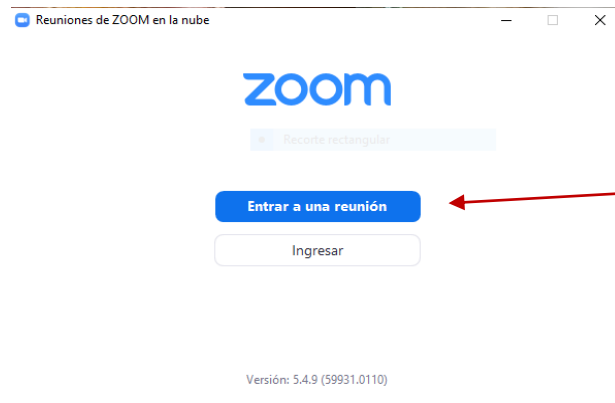 Reuniones de ZOOM en la nube
zoom
Recorte rectangular
Entrar a una reunión
Ingresar
Versión: 5.4.9 (59931.0110)